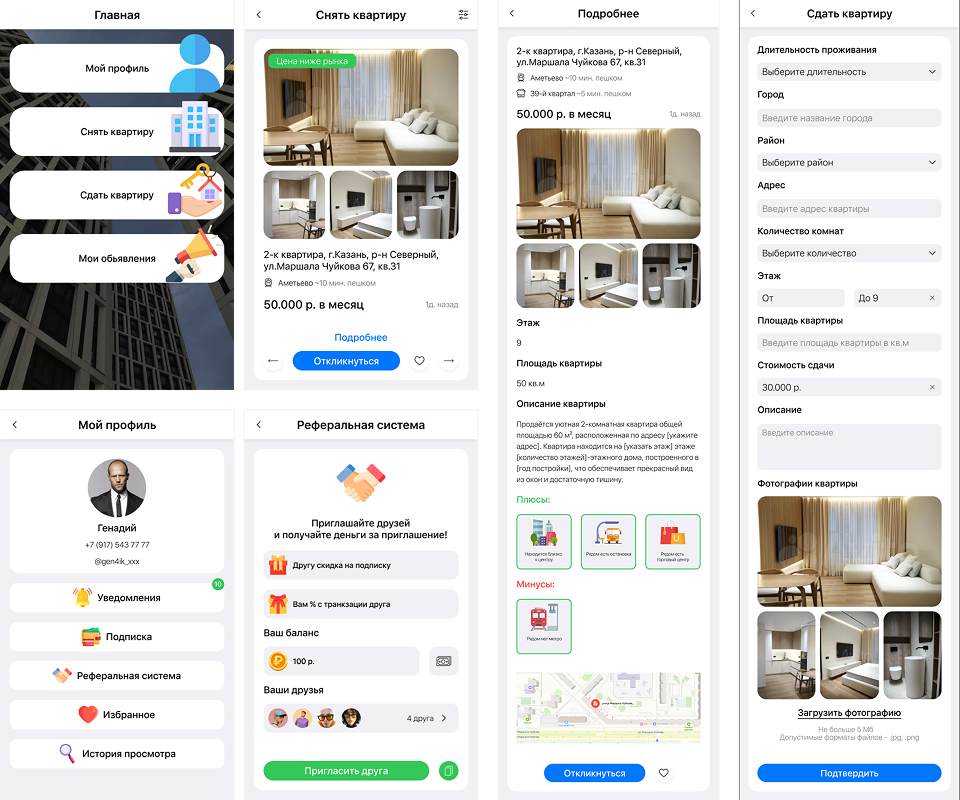 Главная
Мой профиль
Снять квартиру
Сдать квартиру
Мои обьявления
Снять квартиру
Цена ниже рынка
2-к квартира, г.Казань, р-н Северный,
ул.Маршала Чуйкова 67, кв.31
Аметьево ~10 мин. пешком
50.000 р. в месяц
1д. назад
Подробнее
Откликнуться
Мой профиль
Генадий
+7 (917) 543 77 77
@gen4ik_xxx
10
Уведомления
Подписка
Реферальная система
Избранное
История просмотра
Реферальная система
Приглашайте друзей
и получайте деньги за приглашение!
Другу скидка на подписку
Вам % с транкзации друга
Ваш баланс
100 р.
Ваши друзья
4 друга
Пригласить друга
Подробнее
2-к квартира, г.Казань, р-н Северный,
ул.Маршала Чуйкова 67, кв.31
Аметьево ~10 мин. пешком
39-й квартал ~5 мин. пешком
50.000 р. в месяц
1д. назад
Этаж
9
Площадь квартиры
50 кв.м
Описание квартиры
Продаётся уютная 2-комнатная квартира общей
площадью 60 м², расположенная по адресу [укажите
адрес]. Квартира находится на [указать этаж] этаже
[количество этажей]-этажного дома, построенного в
[год постройки], что обеспечивает прекрасный вид
из окон и достаточную тишину.
Плюсы:
Находится близко
к центру
Рядом есть остановка
Рядом есть
торговый центр
Минусы:
Рядом нет метро
Откликнуться
Сдать квартиру
Длительность проживания
Выберите длительность
Город
Введите название города
Район
Выберите район
Адрес
Введите адрес квартиры
Количество комнат
Выберите количество
Этаж
От
До 9
Площадь квартиры
Введите площадь квартиры в кв.м
Стоимость сдачи
30.000 р.
Описание
Введите описание
Фотографии квартиры
Загрузить фотографию
Не больше 5 Мб
Допустимые форматы файлов - .jpg, .png
Подтвердить